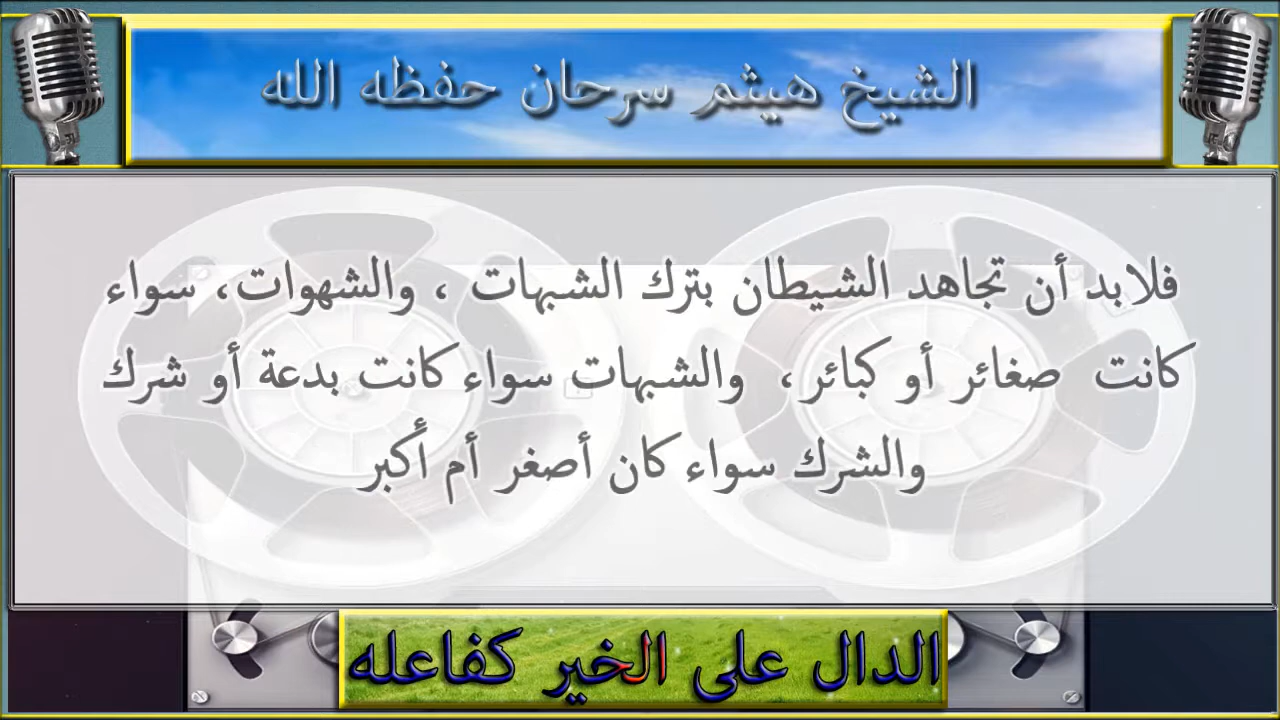 الشيخ هيثم سرحان حفظه الله
فلابد أن تجاهد الشيطان بترك الشبهات ، والشهوات، سواء
كانت صغائر أو كبائر، والشبهات سواء كانت بدعة أو شرك
والشرك سواء كان أصغر أم أكبر
الدال على الخير كفاعله